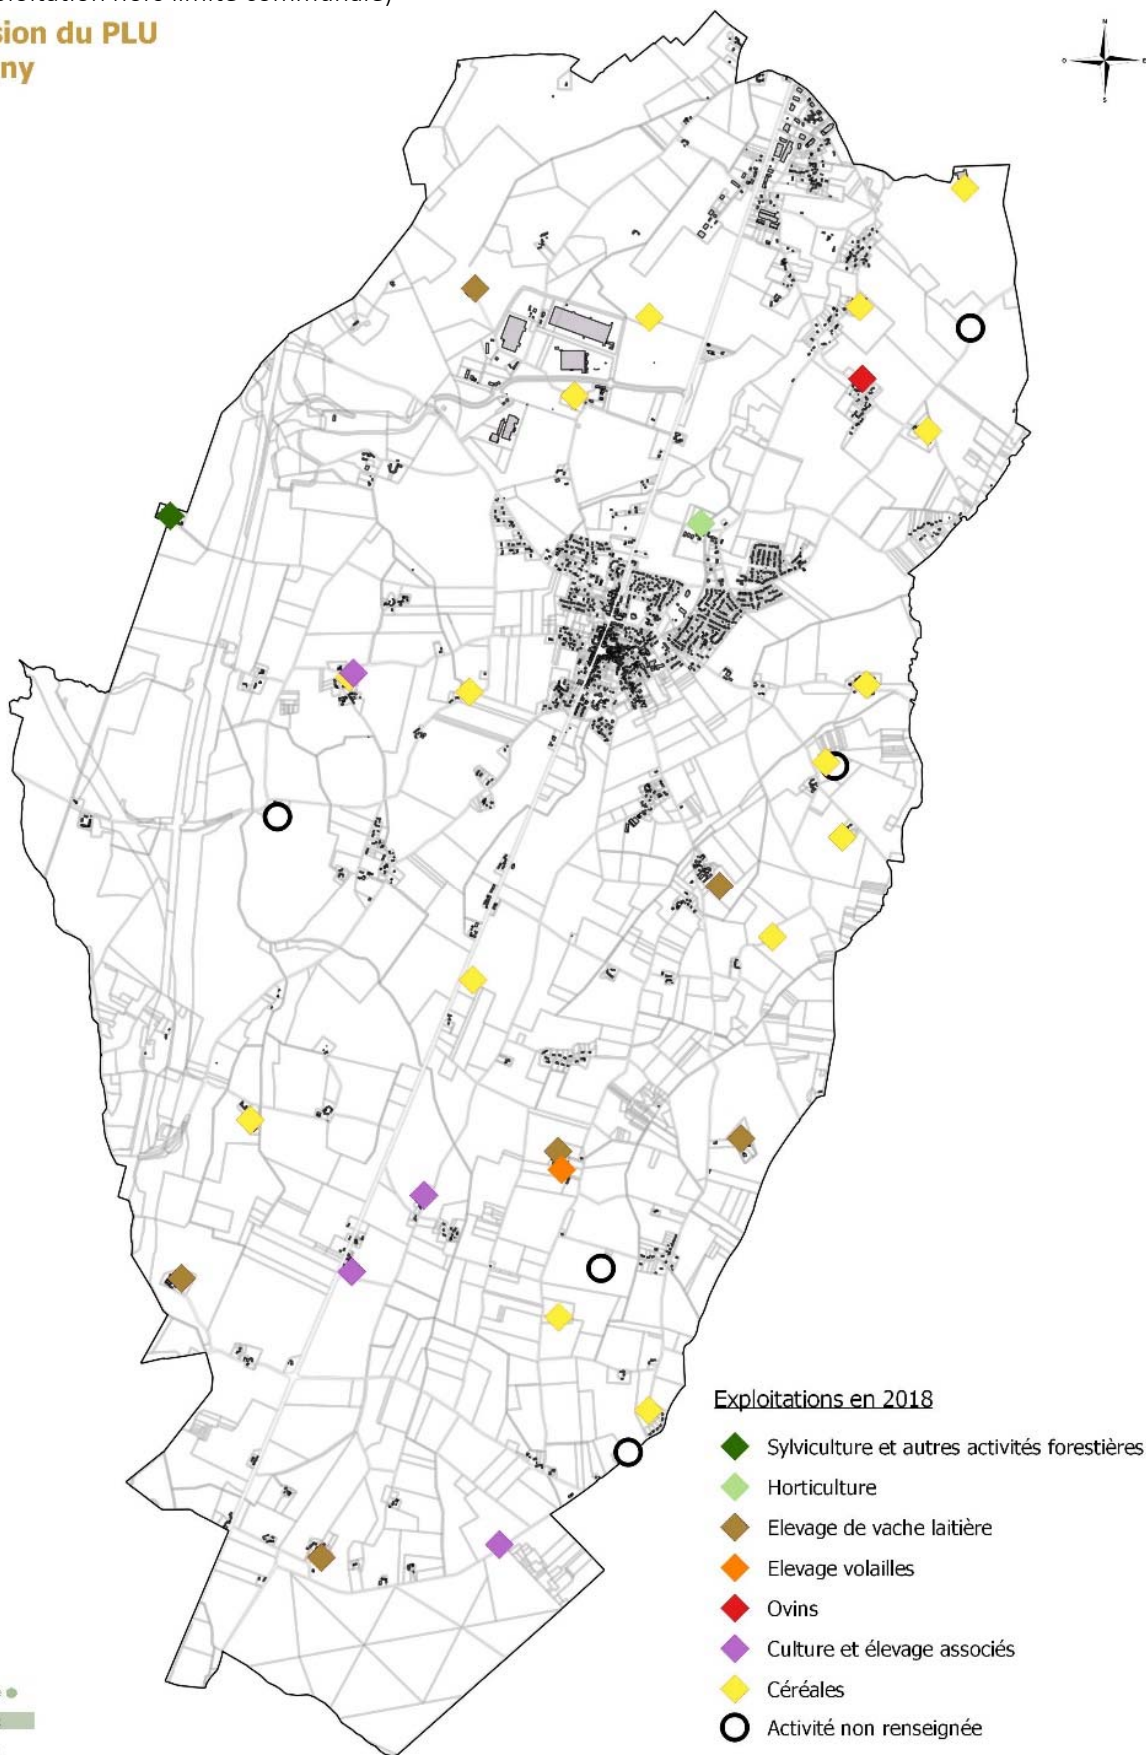 sion du PLU
ny
N
S
Exploitations en 2018
Sylviculture et autres activités forestières
Horticulture
Elevage de vache laitière
Elevage volailles
Ovins
Culture et élevage associés
Céréales
Activité non renseignée